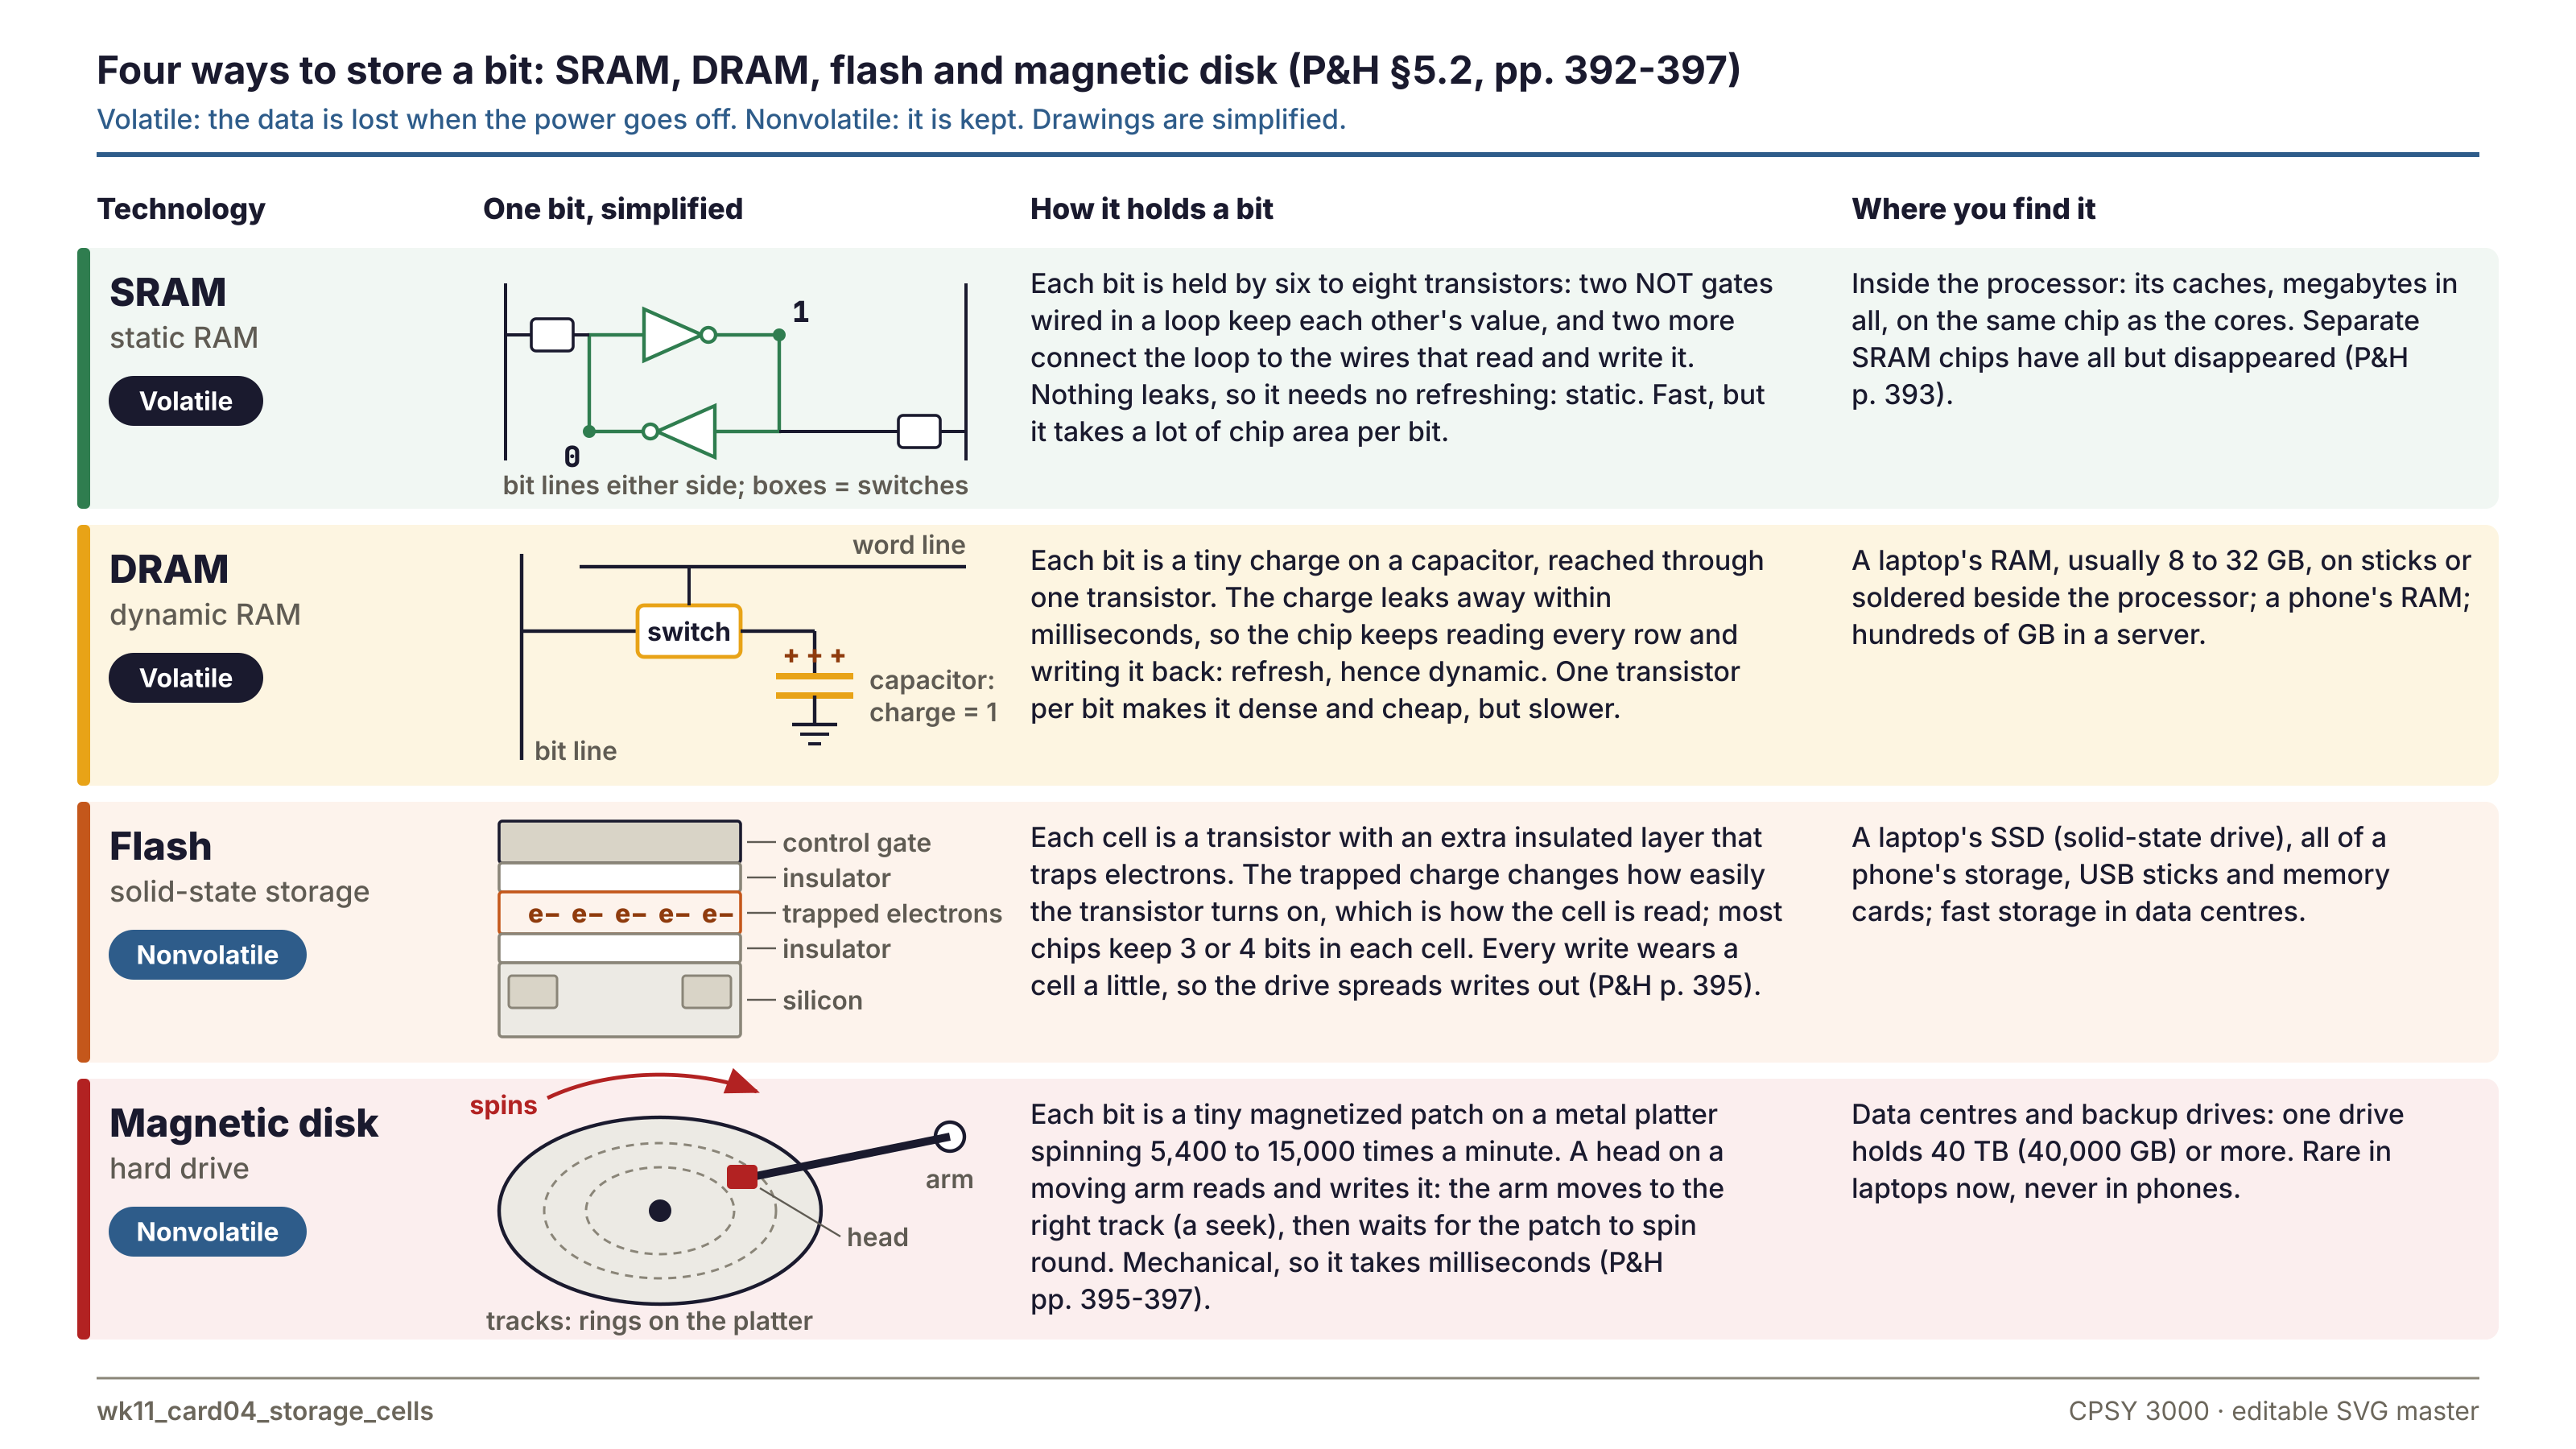 Four ways to store a bit: SRAM, DRAM, flash and magnetic disk (P&H §5.2, pp. 392-397)
Volatile: the data is lost when the power goes off. Nonvolatile: it is kept. Drawings are simplified.
Technology
One bit, simplified
How it holds a bit
Where you find it
SRAM
static RAM
Volatile
1
0
bit lines either side; boxes = switches
Each bit is held by six to eight transistors: two NOT gates
wired in a loop keep each other's value, and two more
connect the loop to the wires that read and write it.
Nothing leaks, so it needs no refreshing: static. Fast, but
it takes a lot of chip area per bit.
Inside the processor: its caches, megabytes in
all, on the same chip as the cores. Separate
SRAM chips have all but disappeared (P&H
p. 393).
DRAM
dynamic RAM
Volatile
word line
switch
+ + +
capacitor:
charge = 1
bit line
Each bit is a tiny charge on a capacitor, reached through
one transistor. The charge leaks away within
milliseconds, so the chip keeps reading every row and
writing it back: refresh, hence dynamic. One transistor
per bit makes it dense and cheap, but slower.
A laptop's RAM, usually 8 to 32 GB, on sticks or
soldered beside the processor; a phone's RAM;
hundreds of GB in a server.
Flash
solid-state storage
Nonvolatile
control gate
insulator
e− e− e− e− e−
trapped electrons
insulator
silicon
Each cell is a transistor with an extra insulated layer that
traps electrons. The trapped charge changes how easily
the transistor turns on, which is how the cell is read; most
chips keep 3 or 4 bits in each cell. Every write wears a
cell a little, so the drive spreads writes out (P&H p. 395).
A laptop's SSD (solid-state drive), all of a
phone's storage, USB sticks and memory
cards; fast storage in data centres.
Magnetic disk
hard drive
Nonvolatile
spins
arm
head
tracks: rings on the platter
Each bit is a tiny magnetized patch on a metal platter
spinning 5,400 to 15,000 times a minute. A head on a
moving arm reads and writes it: the arm moves to the
right track (a seek), then waits for the patch to spin
round. Mechanical, so it takes milliseconds (P&H
pp. 395-397).
Data centres and backup drives: one drive
holds 40 TB (40,000 GB) or more. Rare in
laptops now, never in phones.
wk11_card04_storage_cells
CPSY 3000 · editable SVG master